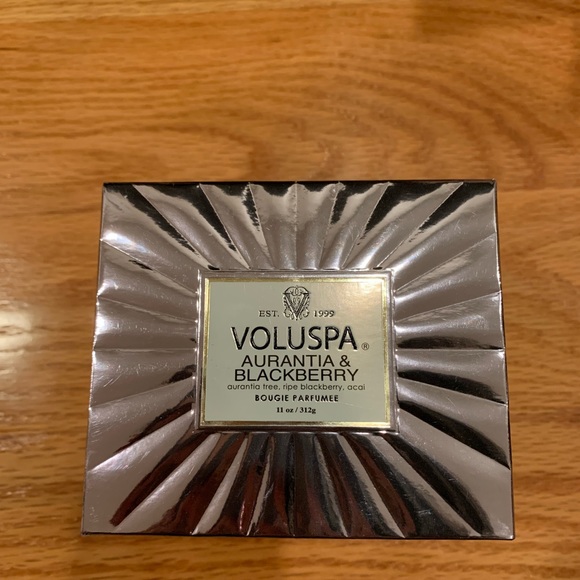 EST. 1999
VOLUSPA®
AURANTIA &
BLACKBERRY
aurantia tree, ripe blackberry, acai
BOUGIE PARFUMEE
11 oz / 312g